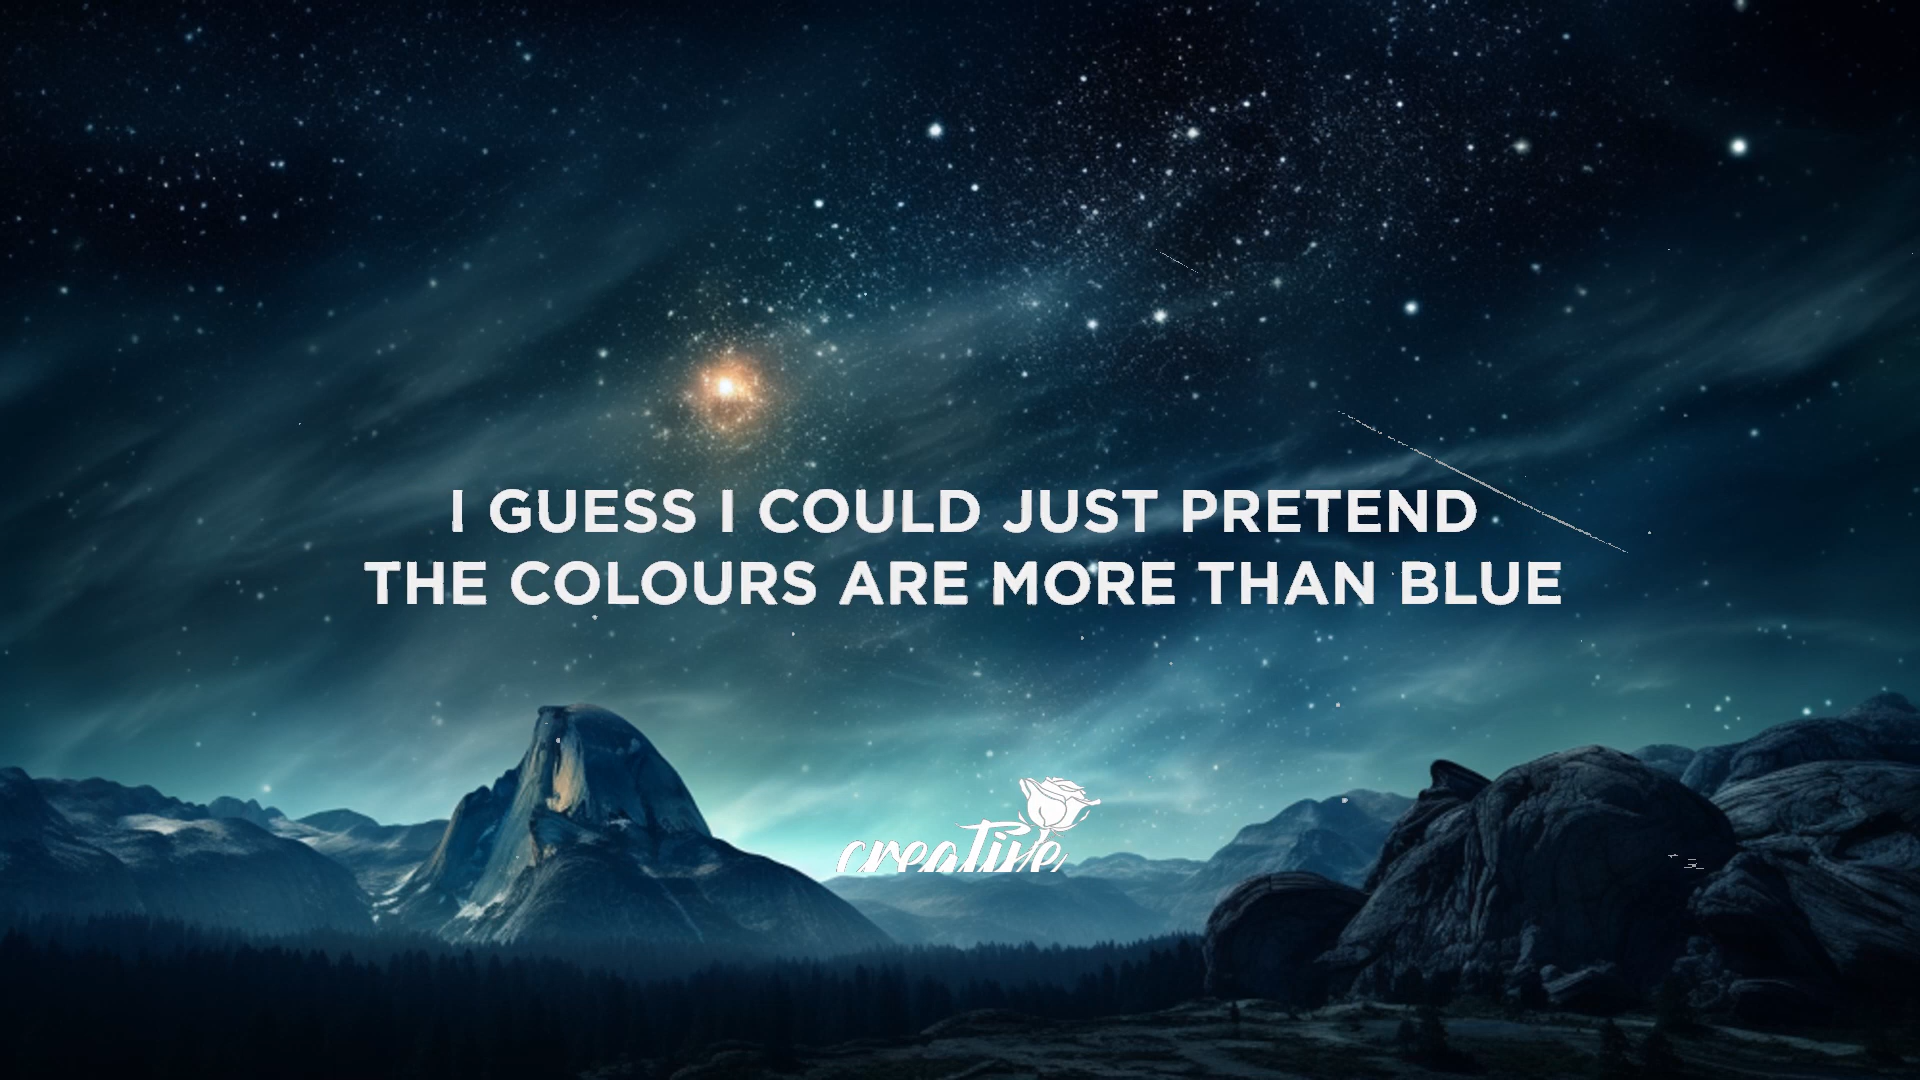 I GUESS I COULD JUST PRETEND
THE COLOURS ARE MORE THAN BLUE
creative